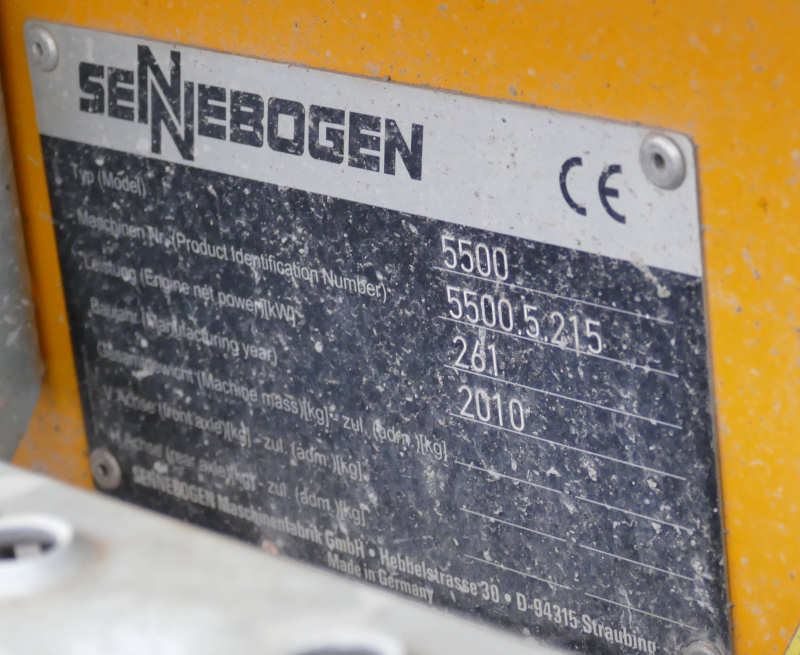 SENNEBOGEN
CE
Typ (Model) 5500
Maschinen Nr. (Product Identification Number) 5500.5.215
Leistung (Engine net power)[kW] 261
Baujahr (Manufacturing year) 2010
Gesamtgewicht (Machine mass)[kg] - zul. (adm.)[kg]
V Achse (front axle)[kg] - zul. (adm.)[kg]
H Achse (rear axle)[kg] - zul. (adm.)[kg]
SENNEBOGEN Maschinenfabrik GmbH • Hebbelstrasse 30 • D-94315 Straubing
Made in Germany